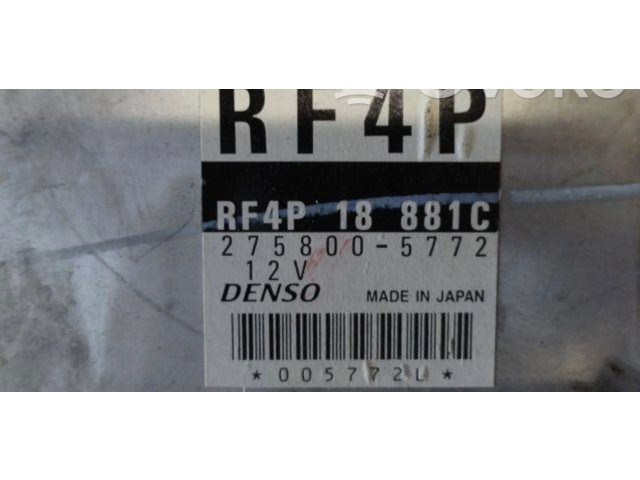 RF4P
RF4P 18 881C
275800-5772
12V
DENSO MADE IN JAPAN
*005772L*